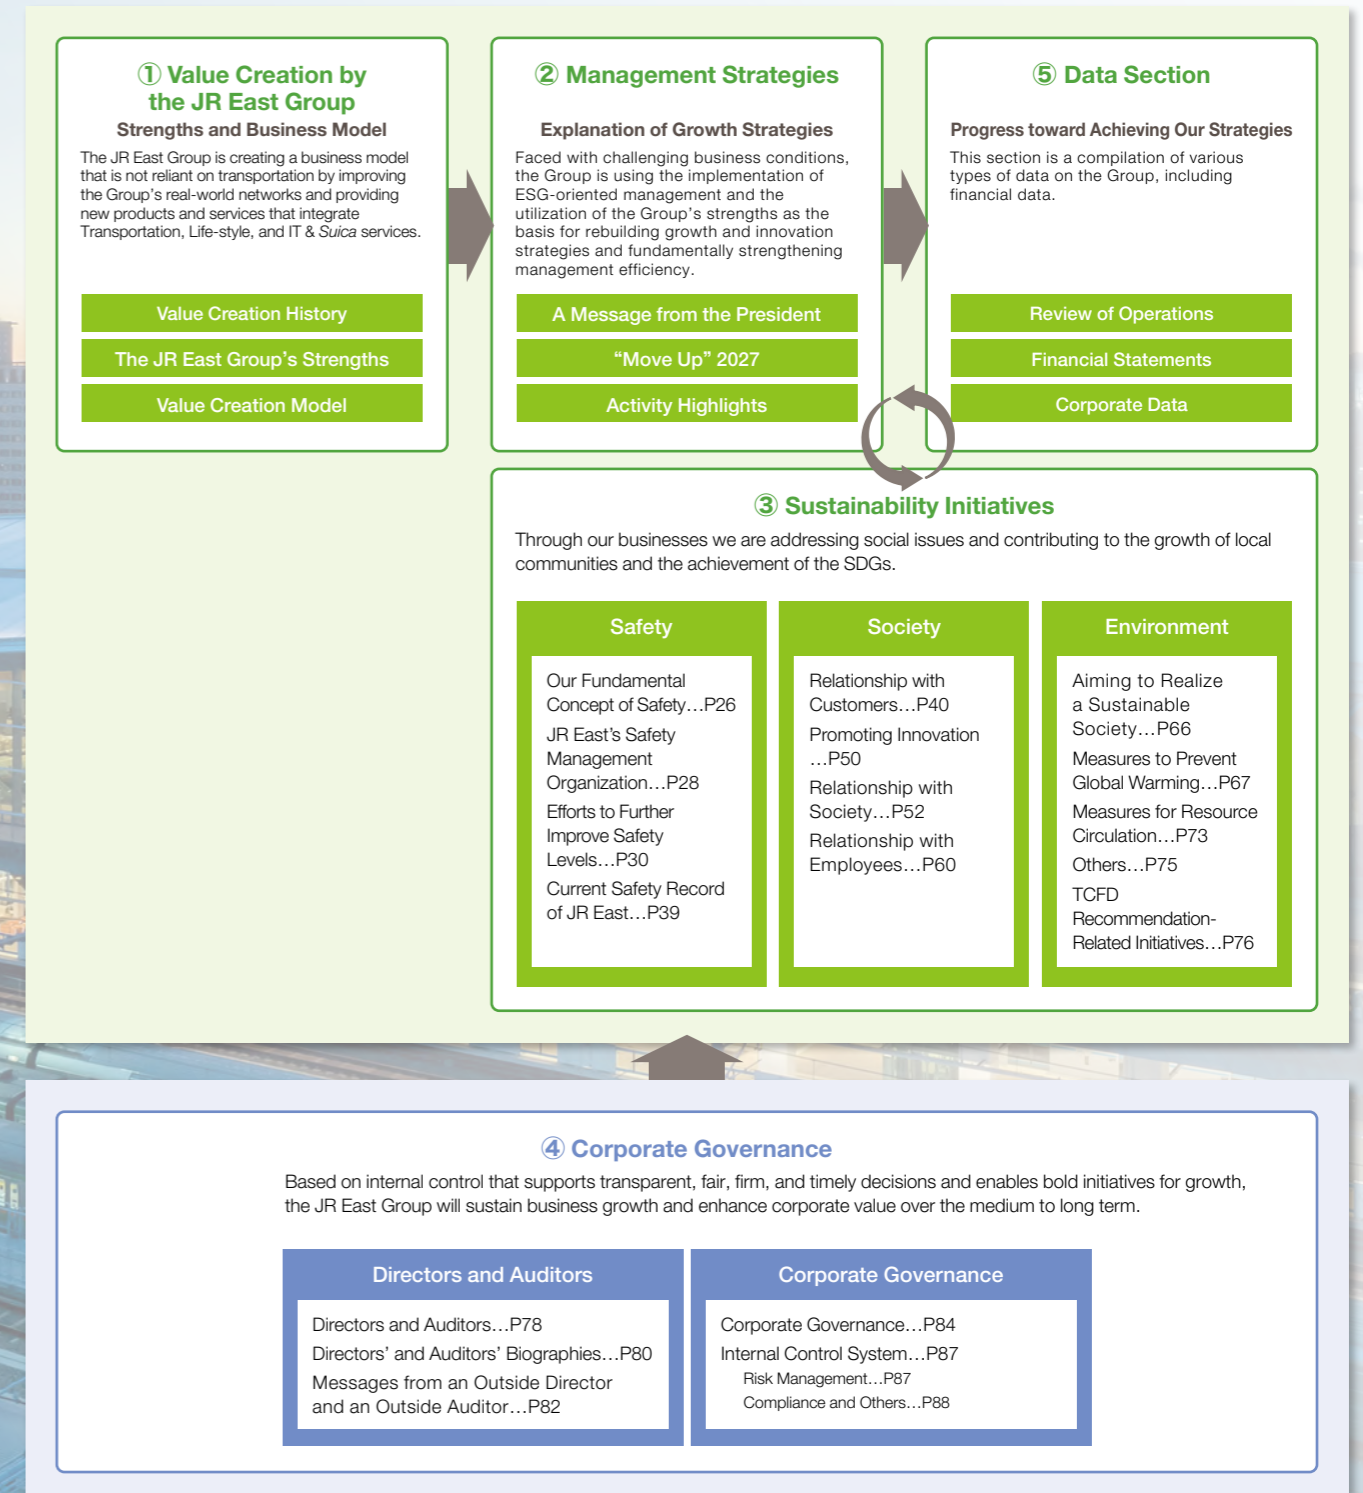 ① Value Creation by
the JR East Group
Strengths and Business Model
The JR East Group is creating a business model
that is not reliant on transportation by improving
the Group's real-world networks and providing
new products and services that integrate
Transportation, Life-style, and IT & Suica services.
Value Creation History
The JR East Group's Strengths
Value Creation Model
② Management Strategies
Explanation of Growth Strategies
Faced with challenging business conditions,
the Group is using the implementation of
ESG-oriented management and the
utilization of the Group's strengths as the
basis for rebuilding growth and innovation
strategies and fundamentally strengthening
management efficiency.
A Message from the President
“Move Up” 2027
Activity Highlights
⑤ Data Section
Progress toward Achieving Our Strategies
This section is a compilation of various
types of data on the Group, including
financial data.
Review of Operations
Financial Statements
Corporate Data
③ Sustainability Initiatives
Through our businesses we are addressing social issues and contributing to the growth of local
communities and the achievement of the SDGs.
Safety
Our Fundamental
Concept of Safety…P26
JR East's Safety
Management
Organization…P28
Efforts to Further
Improve Safety
Levels…P30
Current Safety Record
of JR East…P39
Society
Relationship with
Customers…P40
Promoting Innovation
…P50
Relationship with
Society…P52
Relationship with
Employees…P60
Environment
Aiming to Realize
a Sustainable
Society…P66
Measures to Prevent
Global Warming…P67
Measures for Resource
Circulation…P73
Others…P75
TCFD
Recommendation-
Related Initiatives…P76
④ Corporate Governance
Based on internal control that supports transparent, fair, firm, and timely decisions and enables bold initiatives for growth,
the JR East Group will sustain business growth and enhance corporate value over the medium to long term.
Directors and Auditors
Directors and Auditors…P78
Directors' and Auditors' Biographies…P80
Messages from an Outside Director
and an Outside Auditor…P82
Corporate Governance
Corporate Governance…P84
Internal Control System…P87
Risk Management…P87
Compliance and Others…P88